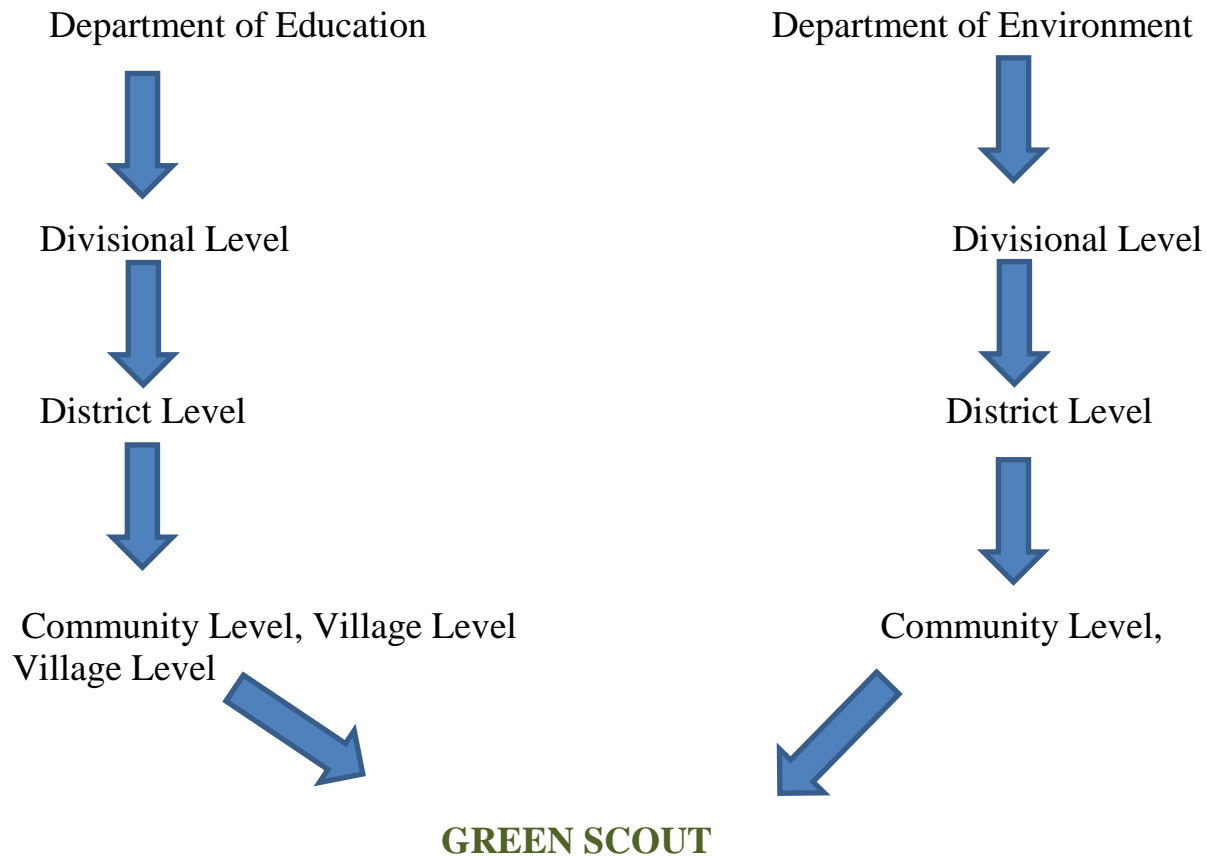 Department of Education Department of Environment
Divisional Level Divisional Level
District Level District Level
Community Level, Village Level Community Level,
Village Level
GREEN SCOUT